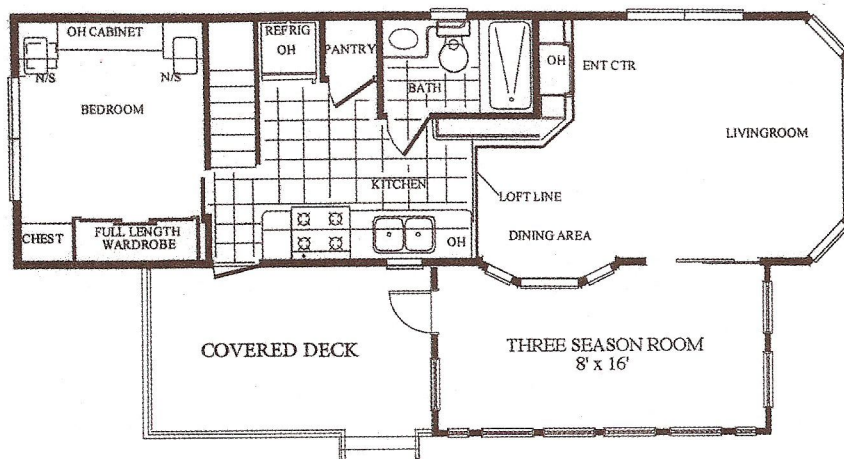 OH CABINET
N/S
N/S
BEDROOM
CHEST
FULL LENGTH
WARDROBE
REFRIG
OH
PANTRY
BATH
KITCHEN
OH
OH
ENT CTR
LIVINGROOM
LOFT LINE
DINING AREA
COVERED DECK
THREE SEASON ROOM
8' x 16'